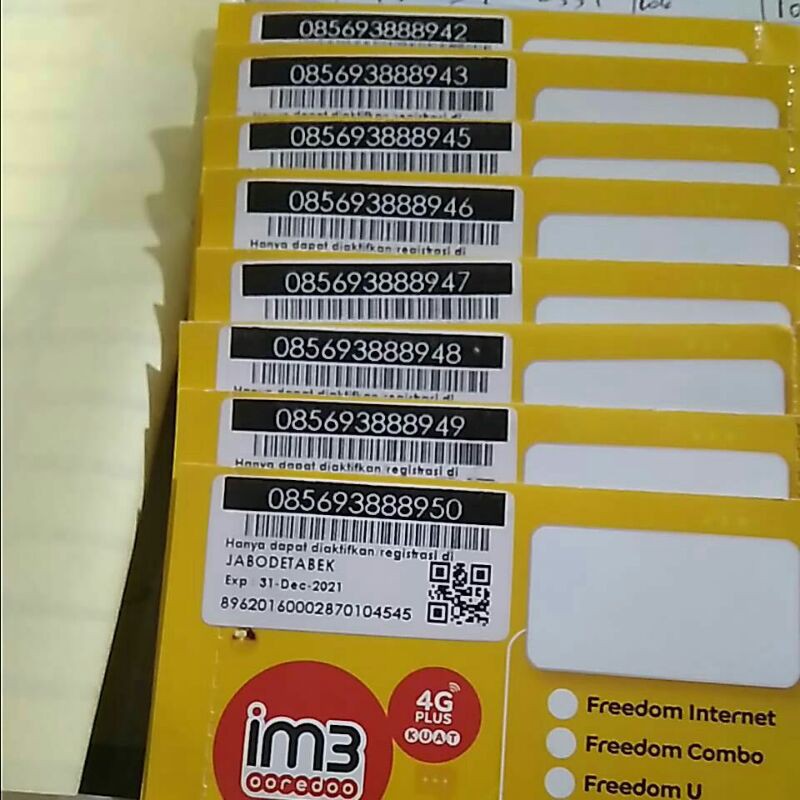 085693888942
085693888943
085693888945
085693888946
Hanya dapat diaktifkan registrasi di
085693888947
085693888948
085693888949
Hanya dapat diaktifkan registrasi di
085693888950
Hanya dapat diaktifkan registrasi di
JABODETABEK
Exp 31-Dec-2021
89620160002870104545
im3
ooredoo
4G
PLUS
KUAT
Freedom Internet
Freedom Combo
Freedom U